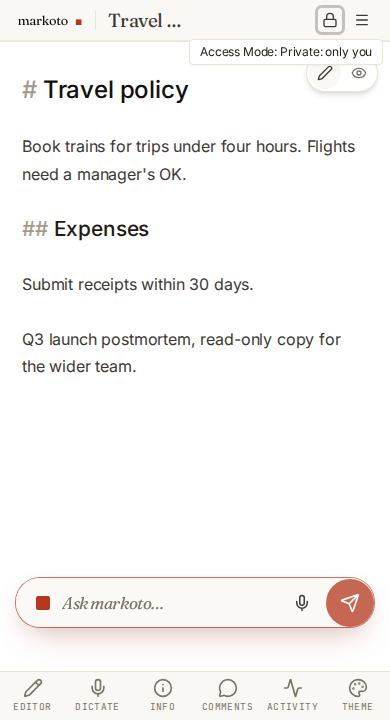 markoto
Travel ...
Access Mode: Private: only you
# Travel policy
Book trains for trips under four hours. Flights
need a manager's OK.
## Expenses
Submit receipts within 30 days.
Q3 launch postmortem, read-only copy for
the wider team.
Ask markoto...
EDITOR DICTATE INFO COMMENTS ACTIVITY THEME